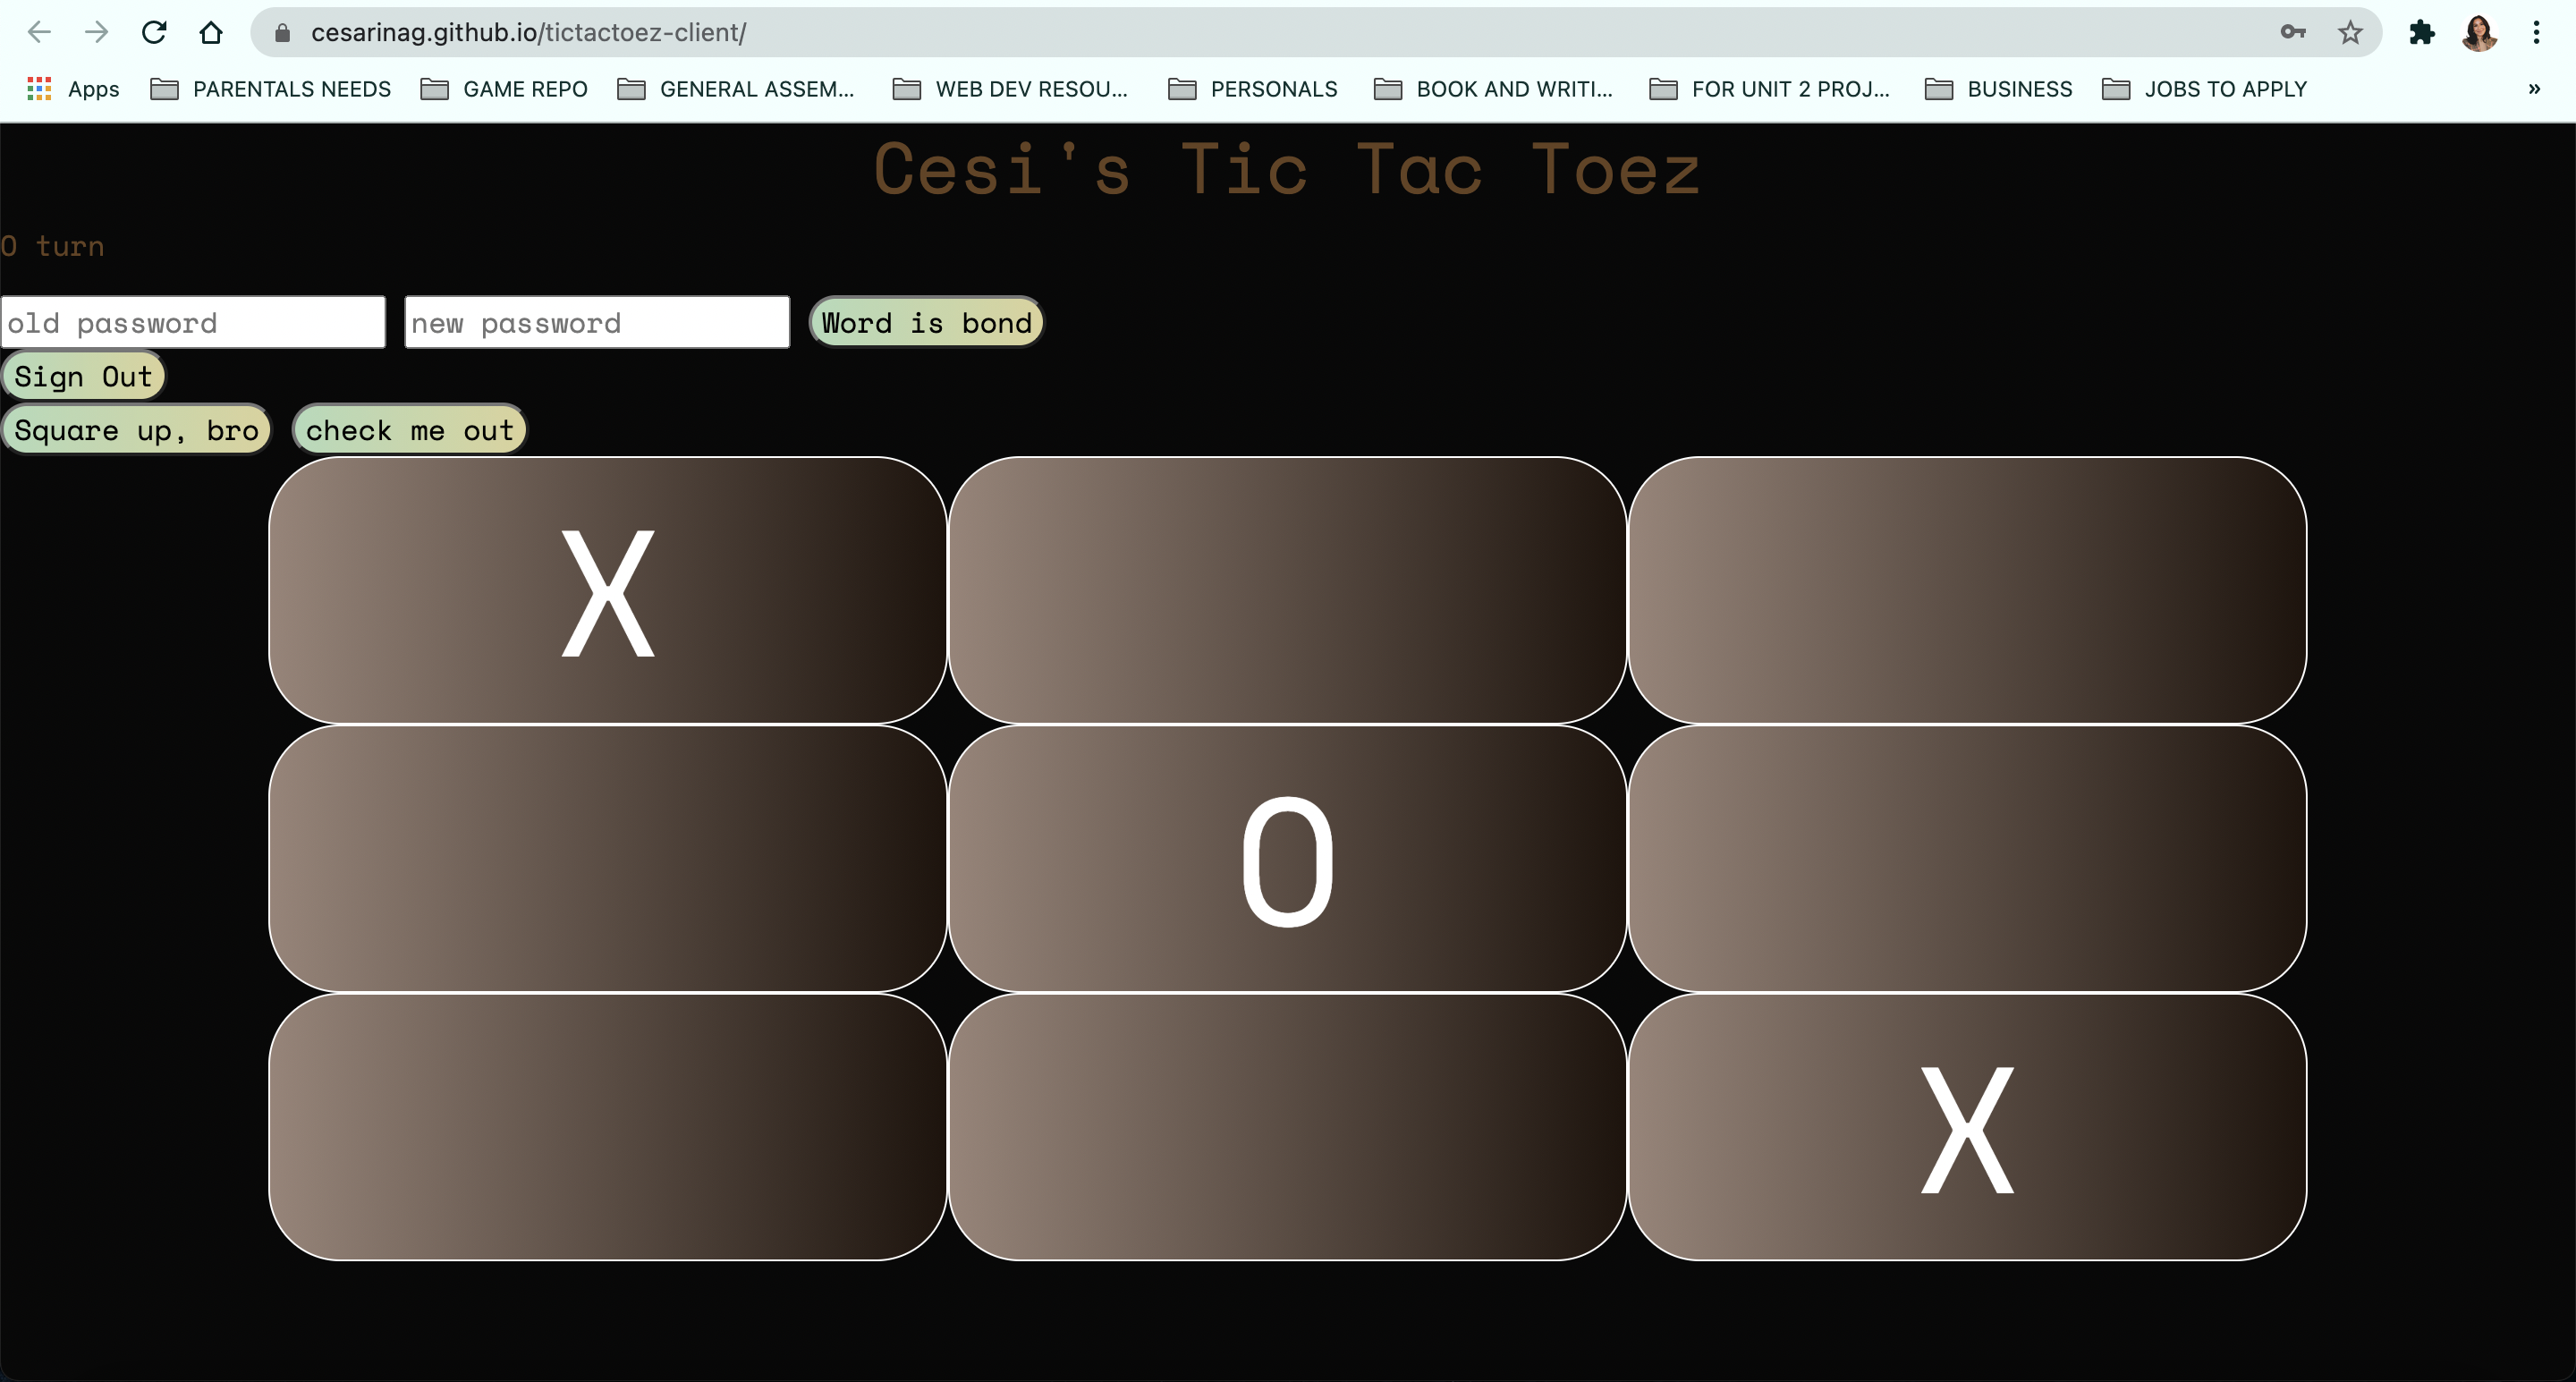 cesarinag.github.io/tictactoez-client/
Apps PARENTALS NEEDS GAME REPO GENERAL ASSEM... WEB DEV RESOU... PERSONALS BOOK AND WRITI... FOR UNIT 2 PROJ... BUSINESS JOBS TO APPLY »
Cesi's Tic Tac Toez
O turn
old password new password Word is bond
Sign Out
Square up, bro check me out
X
O
X